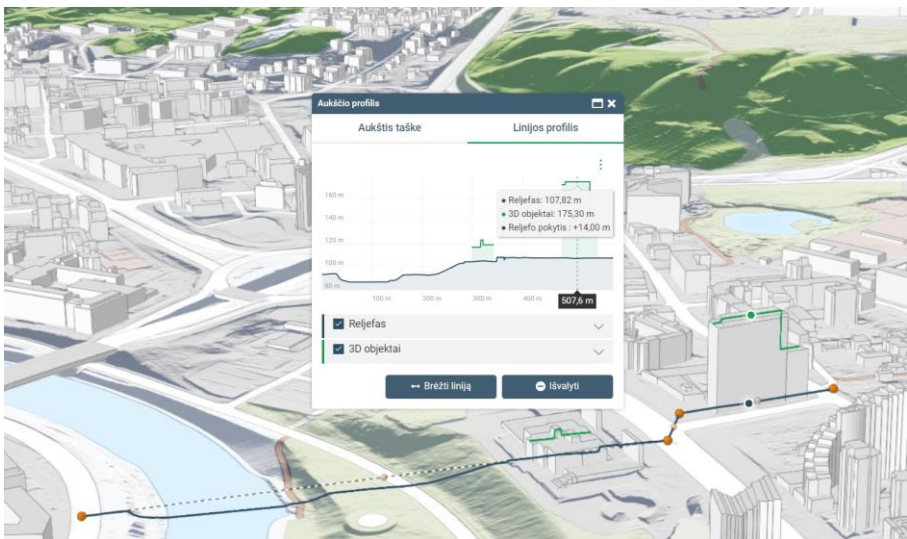 Aukščio profilis
Aukštis taške
Linijos profilis
160 m
140 m
120 m
100 m
80 m
Reljefas: 107,82 m
3D objektai: 175,30 m
Reljefo pokytis : +14,00 m
100 m
200 m
300 m
400 m
507,6 m
Reljefas
3D objektai
Brėžti liniją
Išvalyti